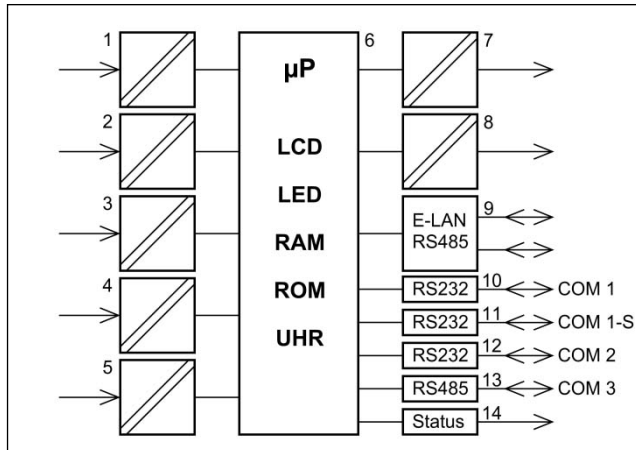 1
2
3
4
5
6
µP
LCD
LED
RAM
ROM
UHR
7
8
E-LAN 9
RS485
RS232 10 COM 1
RS232 11 COM 1-S
RS232 12 COM 2
RS485 13 COM 3
Status 14